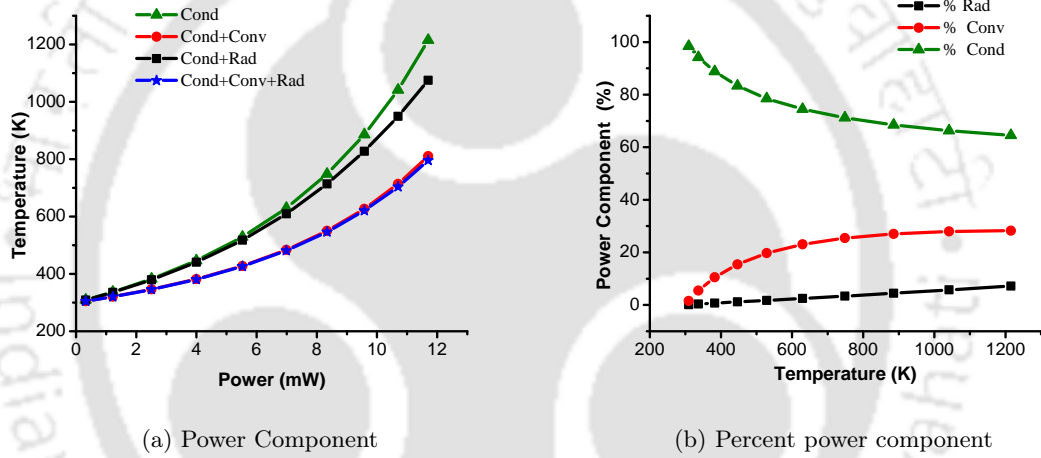 Cond
Cond+Conv
Cond+Rad
Cond+Conv+Rad
1200
1000
800
600
400
200
Temperature (K)
0 2 4 6 8 10 12
Power (mW)
(a) Power Component
% Rad
% Conv
% Cond
100
80
60
40
20
0
Power Component (%)
200 400 600 800 1000 1200
Temperature (K)
(b) Percent power component
Indian